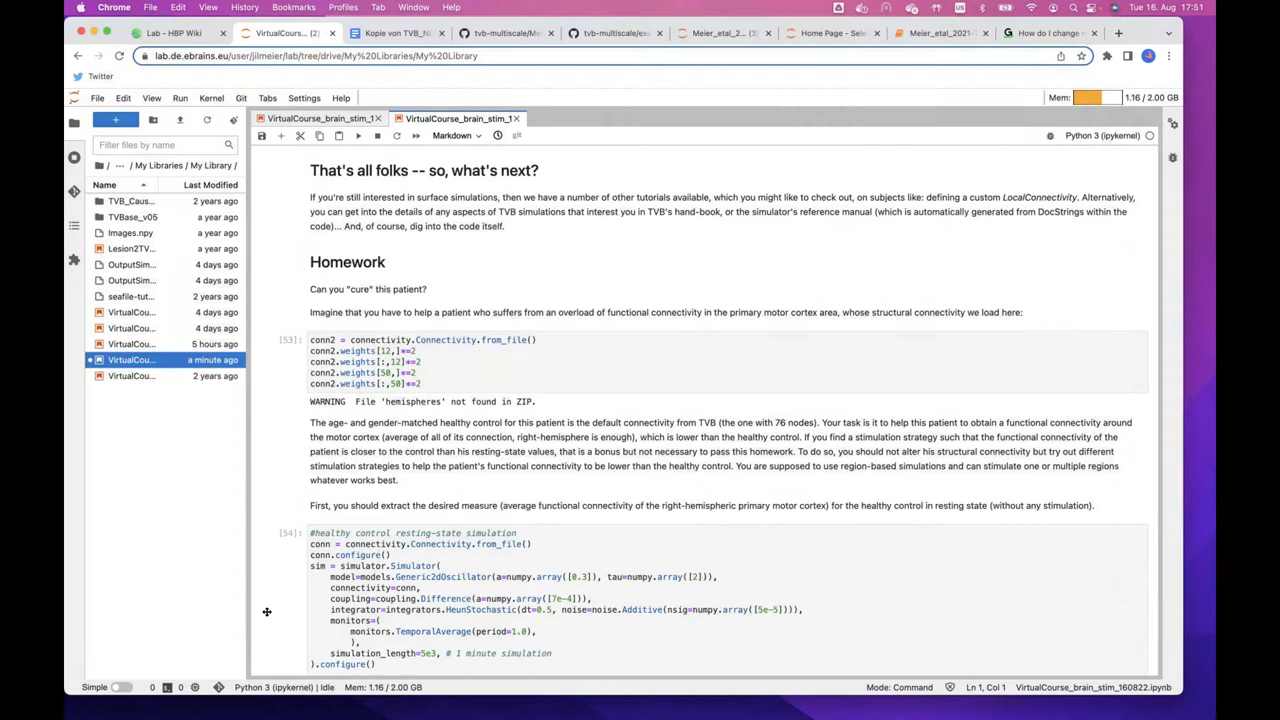 Chrome File Edit View History Bookmarks Profiles Tab Window Help Tue 16. Aug 17:51
Lab - HBP Wiki VirtualCours… (2) Kopie von TVB_N tvb-multiscale/Me tvb-multiscale/ex Meier_etal_2… Home Page - Sele Meier_etal_2021- How do I change
lab.de.ebrains.eu/user/jilmeier/lab/tree/drive/My%20Libraries/My%20Library
Twitter
File Edit View Run Kernel Git Tabs Settings Help Mem: 1.16 / 2.00 GB
VirtualCourse_brain_stim_1 VirtualCourse_brain_stim_1
Markdown git Python 3 (ipykernel)
Filter files by name
/ … / My Libraries / My Library /
Name Last Modified
TVB_Caus… 2 years ago
TVBase_v05 a year ago
Images.npy a year ago
Lesion2TV… a year ago
OutputSim… 4 days ago
OutputSim… 4 days ago
seafile-tut… 2 years ago
VirtualCou… 4 days ago
VirtualCou… 4 days ago
VirtualCou… 5 hours ago
VirtualCou… a minute ago
VirtualCou… 2 years ago
That's all folks -- so, what's next?
If you're still interested in surface simulations, then we have a number of other tutorials available, which you might like to check out, on subjects like: defining a custom LocalConnectivity. Alternatively,
you can get into the details of any aspects of TVB simulations that interest you in TVB's hand-book, or the simulator's reference manual (which is automatically generated from DocStrings within the
code)... And, of course, dig into the code itself.
Homework
Can you "cure" this patient?
Imagine that you have to help a patient who suffers from an overload of functional connectivity in the primary motor cortex area, whose structural connectivity we load here:
[53]: conn2 = connectivity.Connectivity.from_file()
conn2.weights[12,]*=2
conn2.weights[:,12]*=2
conn2.weights[50,]*=2
conn2.weights[:,50]*=2
WARNING File 'hemispheres' not found in ZIP.
The age- and gender-matched healthy control for this patient is the default connectivity from TVB (the one with 76 nodes). Your task is to help this patient to obtain a functional connectivity around
the motor cortex (average of all of its connection, right-hemisphere is enough), which is lower than the healthy control. If you find a stimulation strategy such that the functional connectivity of the
patient is closer to the control than his resting-state values, that is a bonus but not necessary to pass this homework. To do so, you should not alter his structural connectivity but try out different
stimulation strategies to help the patient's functional connectivity to be lower than the healthy control. You are supposed to use region-based simulations and can stimulate one or multiple regions
whatever works best.
First, you should extract the desired measure (average functional connectivity of the right-hemispheric primary motor cortex) for the healthy control in resting state (without any stimulation).
[54]: #healthy control resting-state simulation
conn = connectivity.Connectivity.from_file()
conn.configure()
sim = simulator.Simulator(
model=models.Generic2dOscillator(a=numpy.array([0.3]), tau=numpy.array([2])),
connectivity=conn,
coupling=coupling.Difference(a=numpy.array([7e-4])),
integrator=integrators.HeunStochastic(dt=0.5, noise=noise.Additive(nsig=numpy.array([5e-5]))),
monitors=(
monitors.TemporalAverage(period=1.0),
),
simulation_length=5e3, # 1 minute simulation
).configure()
Simple 0 0 Python 3 (ipykernel) | Idle Mem: 1.16 / 2.00 GB Mode: Command Ln 1, Col 1 VirtualCourse_brain_stim_160822.ipynb